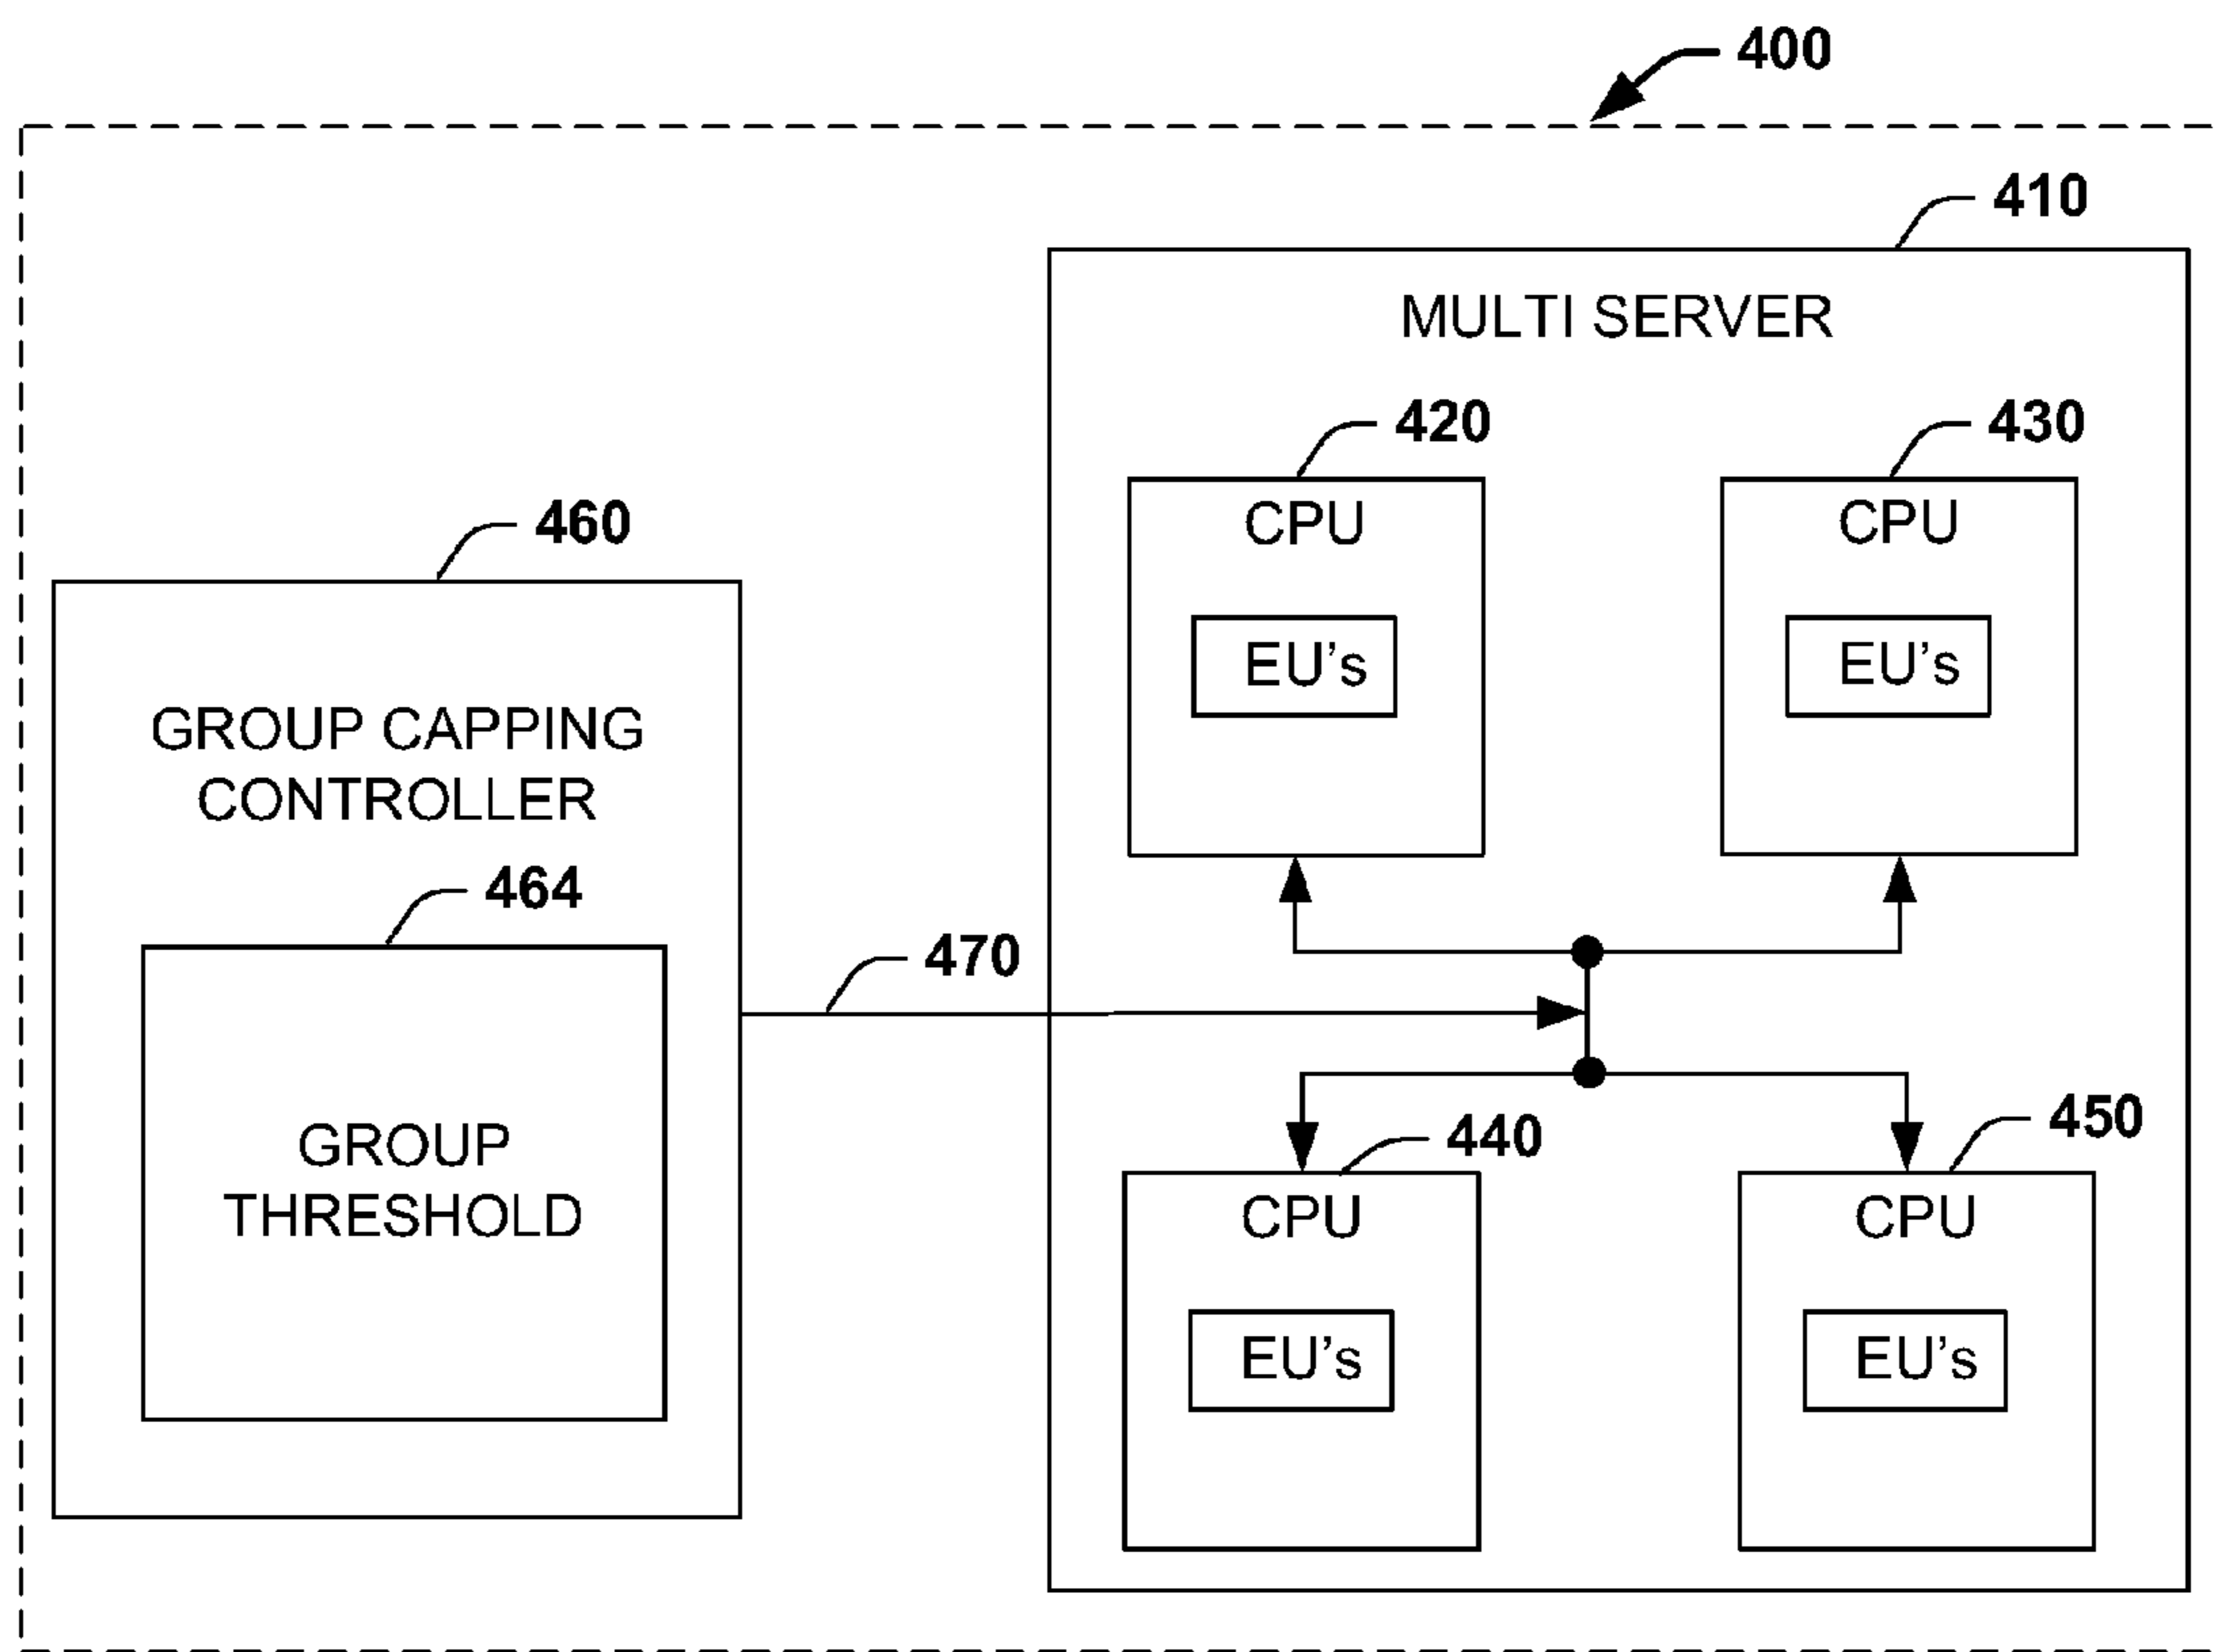 400
410
MULTI SERVER
420
430
CPU
CPU
EU's
EU's
460
GROUP CAPPING
CONTROLLER
464
GROUP
THRESHOLD
470
440
450
CPU
CPU
EU's
EU's